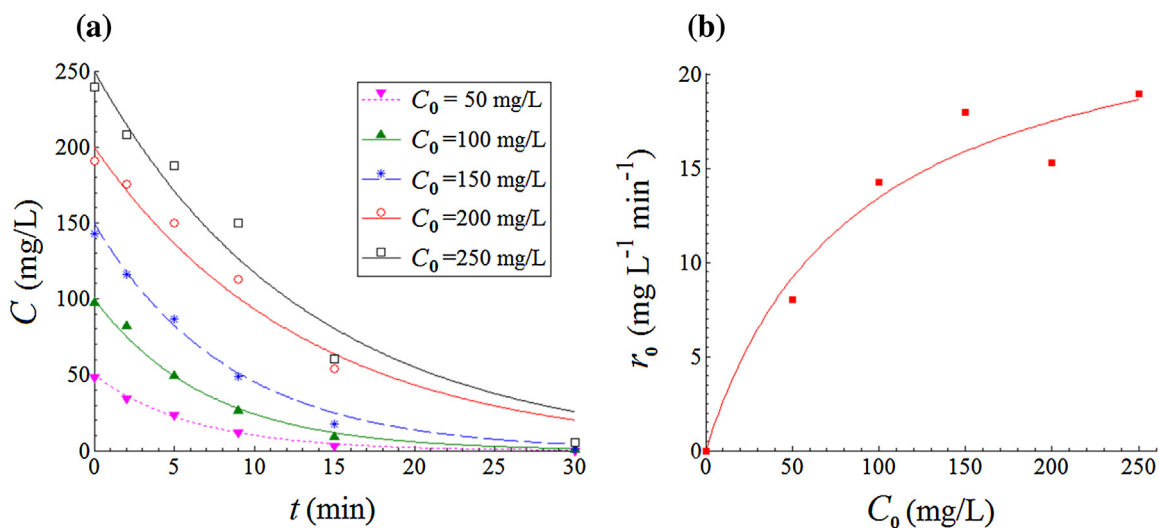 (a)
C (mg/L)
250
200
150
100
50
0
0 5 10 15 20 25 30
t (min)
C₀ = 50 mg/L
C₀ =100 mg/L
C₀ =150 mg/L
C₀ =200 mg/L
C₀ =250 mg/L
(b)
r₀ (mg L⁻¹ min⁻¹)
20
15
10
5
0
0 50 100 150 200 250
C₀ (mg/L)